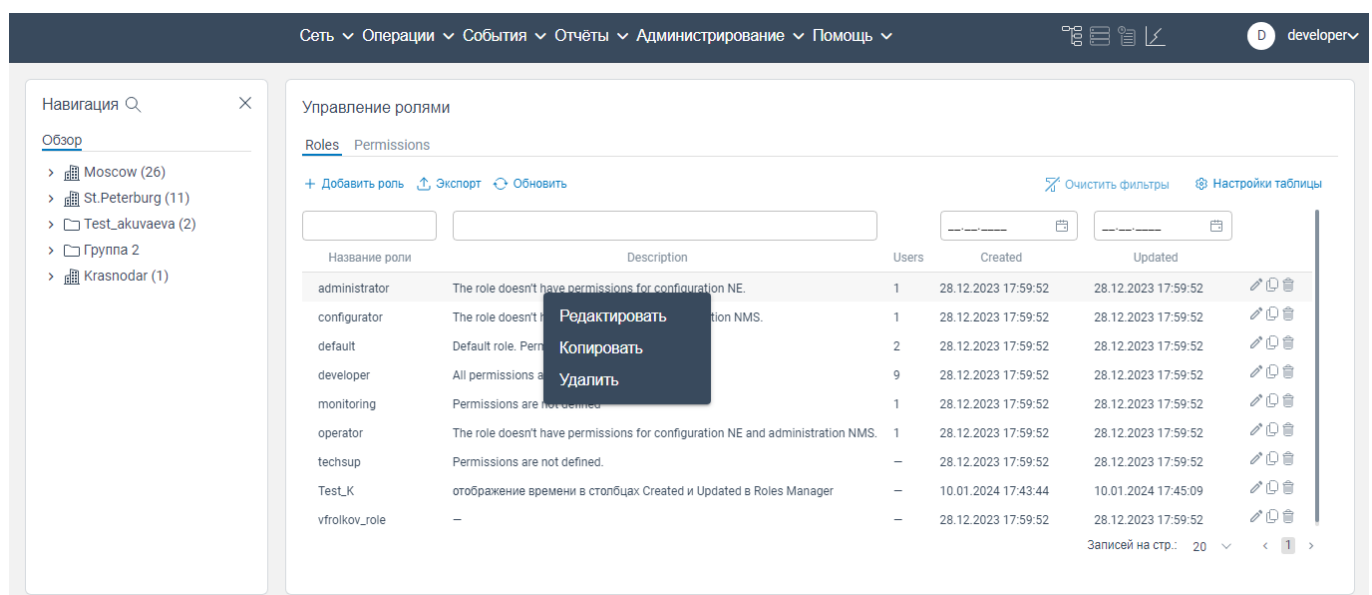 Сеть Операции События Отчёты Администрирование Помощь D developer
Навигация
Обзор
Moscow (26)
St.Peterburg (11)
Test_akuvaeva (2)
Группа 2
Krasnodar (1)
Управление ролями
Roles Permissions
+ Добавить роль Экспорт Обновить Очистить фильтры Настройки таблицы
__.__.____ __.__.____
Название роли Description Users Created Updated
administrator The role doesn't have permissions for configuration NE. 1 28.12.2023 17:59:52 28.12.2023 17:59:52
configurator The role doesn't tion NMS. 1 28.12.2023 17:59:52 28.12.2023 17:59:52
default Default role. 2 28.12.2023 17:59:52 28.12.2023 17:59:52
developer All permissions 9 28.12.2023 17:59:52 28.12.2023 17:59:52
monitoring Permissions are not defined 1 28.12.2023 17:59:52 28.12.2023 17:59:52
operator The role doesn't have permissions for configuration NE and administration NMS. 1 28.12.2023 17:59:52 28.12.2023 17:59:52
techsup Permissions are not defined. – 28.12.2023 17:59:52 28.12.2023 17:59:52
Test_K отображение времени в столбцах Created и Updated в Roles Manager – 10.01.2024 17:43:44 10.01.2024 17:45:09
vfrolkov_role – – 28.12.2023 17:59:52 28.12.2023 17:59:52
Редактировать
Копировать
Удалить
Записей на стр.: 20 < 1 >